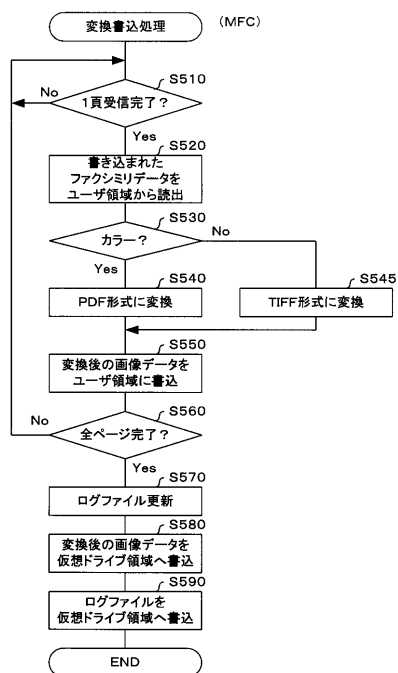 変換書込処理
(MFC)
S510
1頁受信完了?
No
Yes
S520
書き込まれた
ファクシミリデータを
ユーザ領域から読出
S530
カラー?
No
Yes
S540
PDF形式に変換
S545
TIFF形式に変換
S550
変換後の画像データを
ユーザ領域に書込
S560
全ページ完了?
No
Yes
S570
ログファイル更新
S580
変換後の画像データを
仮想ドライブ領域へ書込
S590
ログファイルを
仮想ドライブ領域へ書込
END